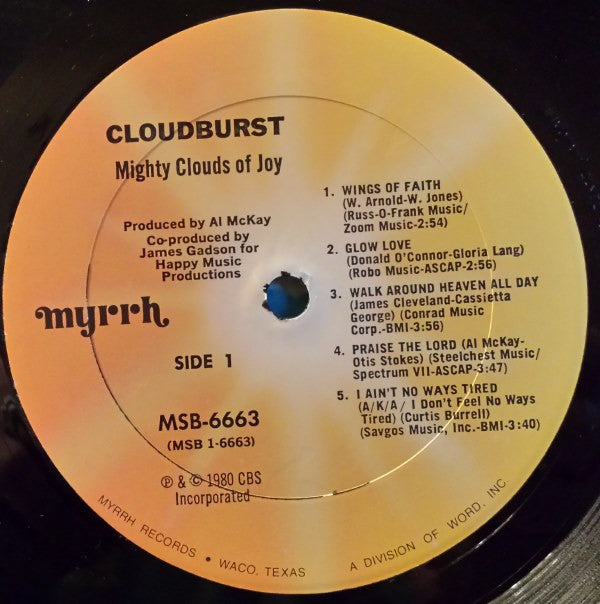 CLOUDBURST
Mighty Clouds of Joy
Produced by Al McKay
Co-produced by
James Gadson for
Happy Music
Productions
myrrh
SIDE 1
MSB-6663
(MSB 1-6663)
℗ & © 1980 CBS
Incorporated
1. WINGS OF FAITH
(W. Arnold-W. Jones)
(Russ-O-Frank Music/
Zoom Music-2:54)
2. GLOW LOVE
(Donald O'Connor-Gloria Lang)
(Robo Music-ASCAP-2:56)
3. WALK AROUND HEAVEN ALL DAY
(James Cleveland-Cassietta
George) (Conrad Music
Corp.-BMI-3:56)
4. PRAISE THE LORD (Al McKay-
Otis Stokes) (Steelchest Music/
Spectrum VII-ASCAP-3:47)
5. I AIN'T NO WAYS TIRED
(A/K/A/ I Don't Feel No Ways
Tired) (Curtis Burrell)
(Savgos Music, Inc.-BMI-3:40)
MYRRH RECORDS • WACO, TEXAS A DIVISION OF WORD, INC